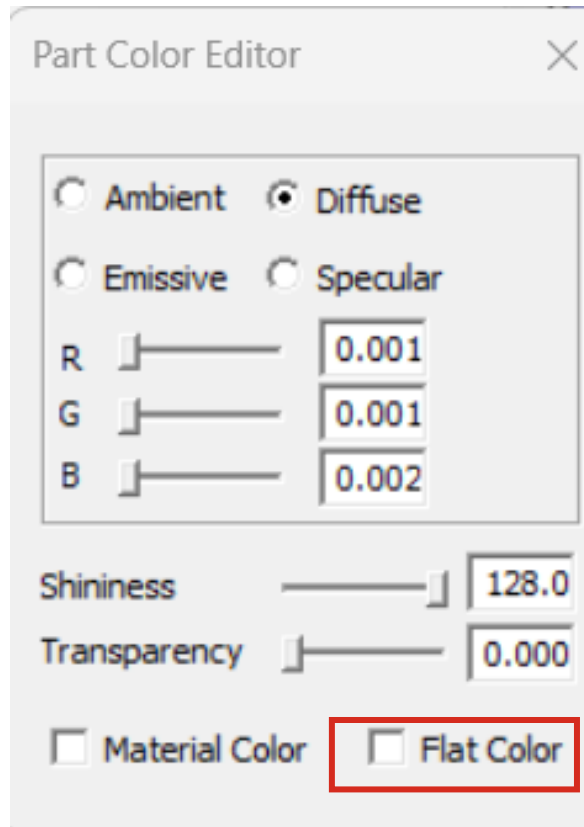 Part Color Editor
Ambient Diffuse
Emissive Specular
R 0.001
G 0.001
B 0.002
Shininess 128.0
Transparency 0.000
Material Color Flat Color